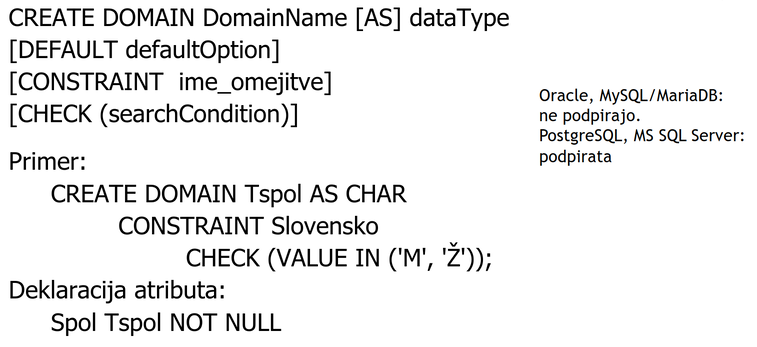 CREATE DOMAIN DomainName [AS] dataType
[DEFAULT defaultOption]
[CONSTRAINT ime_omejitve]
[CHECK (searchCondition)]
Oracle, MySQL/MariaDB:
ne podpirajo.
PostgreSQL, MS SQL Server:
podpirata
Primer:
CREATE DOMAIN Tspol AS CHAR
CONSTRAINT Slovensko
CHECK (VALUE IN ('M', 'Ž'));
Deklaracija atributa:
Spol Tspol NOT NULL